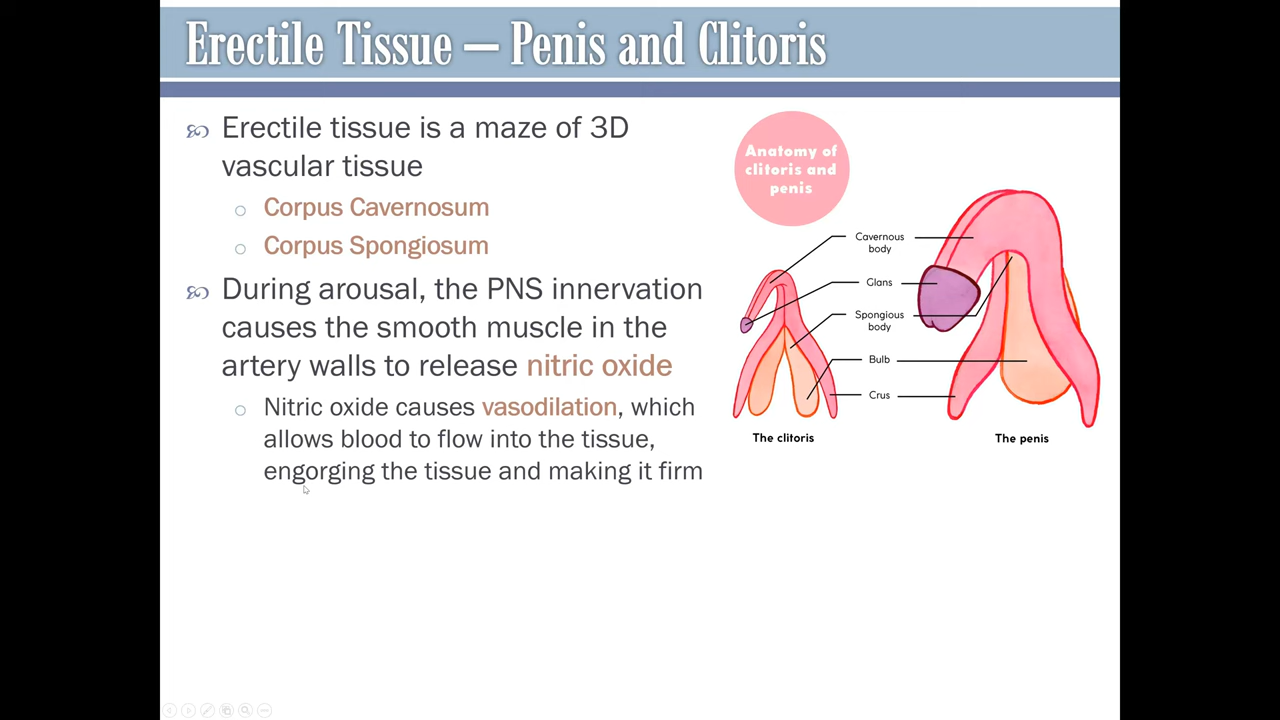 Erectile Tissue — Penis and Clitoris
Erectile tissue is a maze of 3D
vascular tissue
Corpus Cavernosum
Corpus Spongiosum
During arousal, the PNS innervation
causes the smooth muscle in the
artery walls to release nitric oxide
Nitric oxide causes vasodilation, which
allows blood to flow into the tissue,
engorging the tissue and making it firm
Anatomy of
clitoris and
penis
Cavernous
body
Glans
Spongious
body
Bulb
Crus
The clitoris
The penis